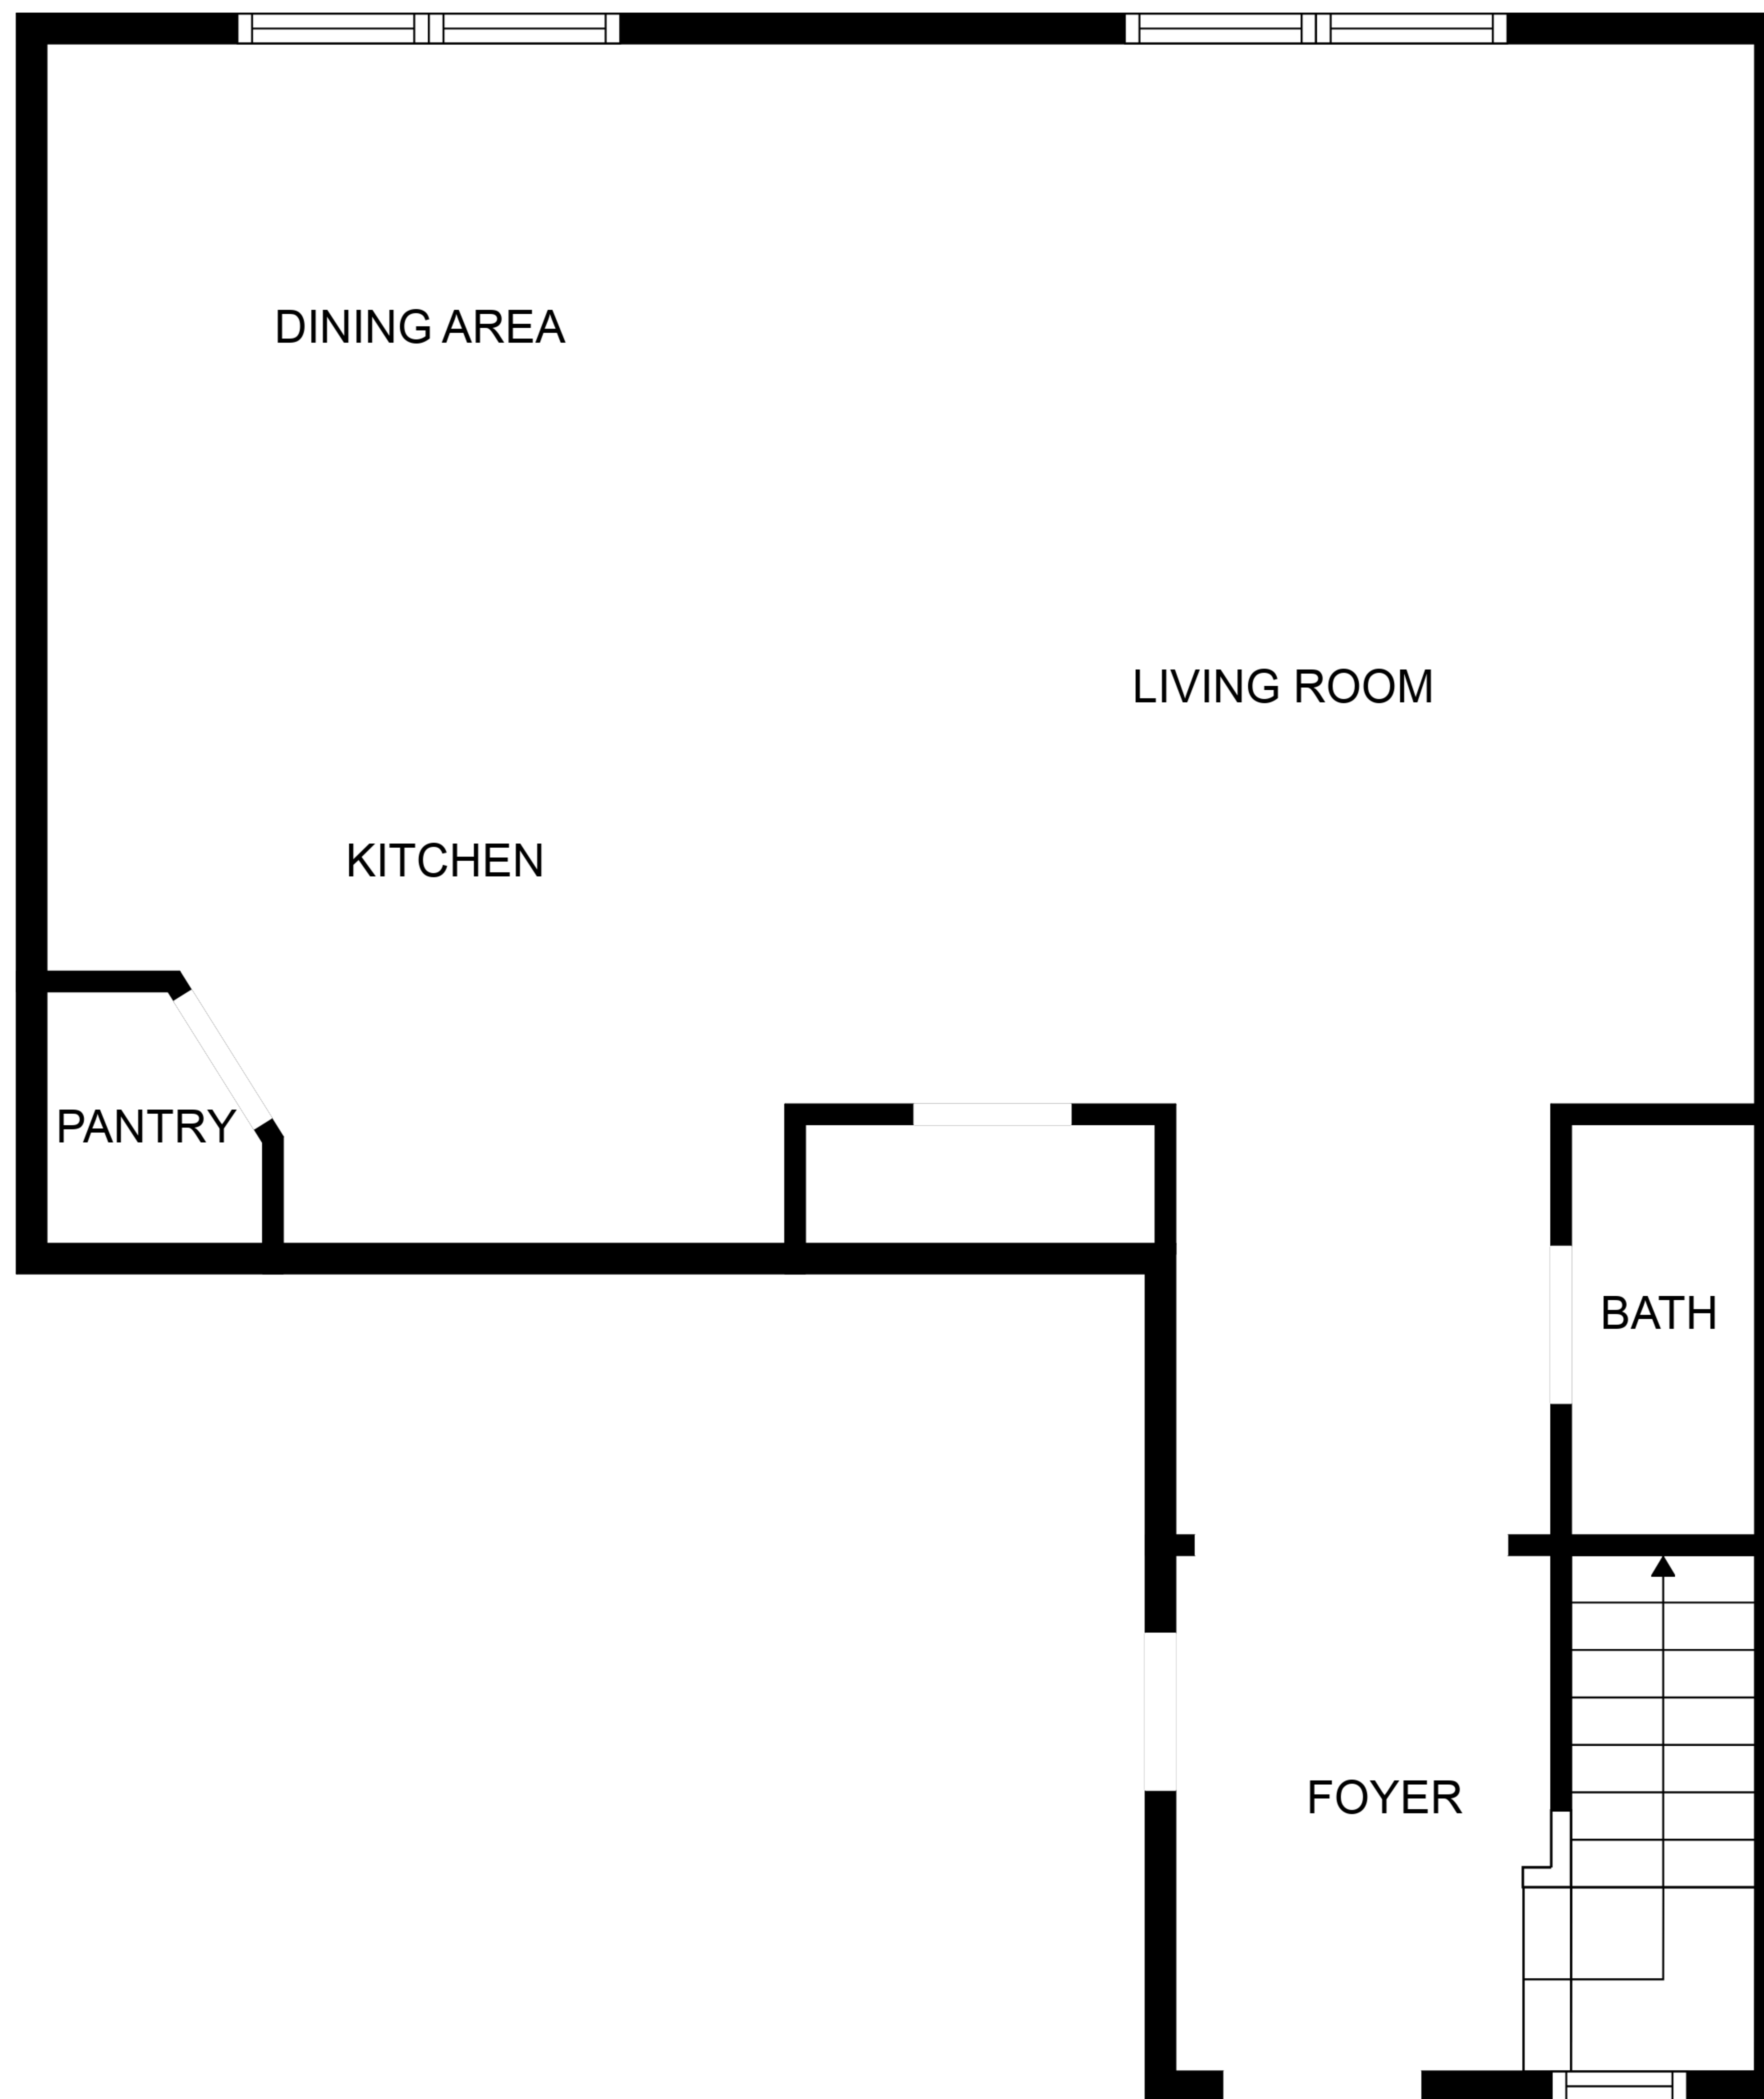 DINING AREA
LIVING ROOM
KITCHEN
PANTRY
BATH
FOYER